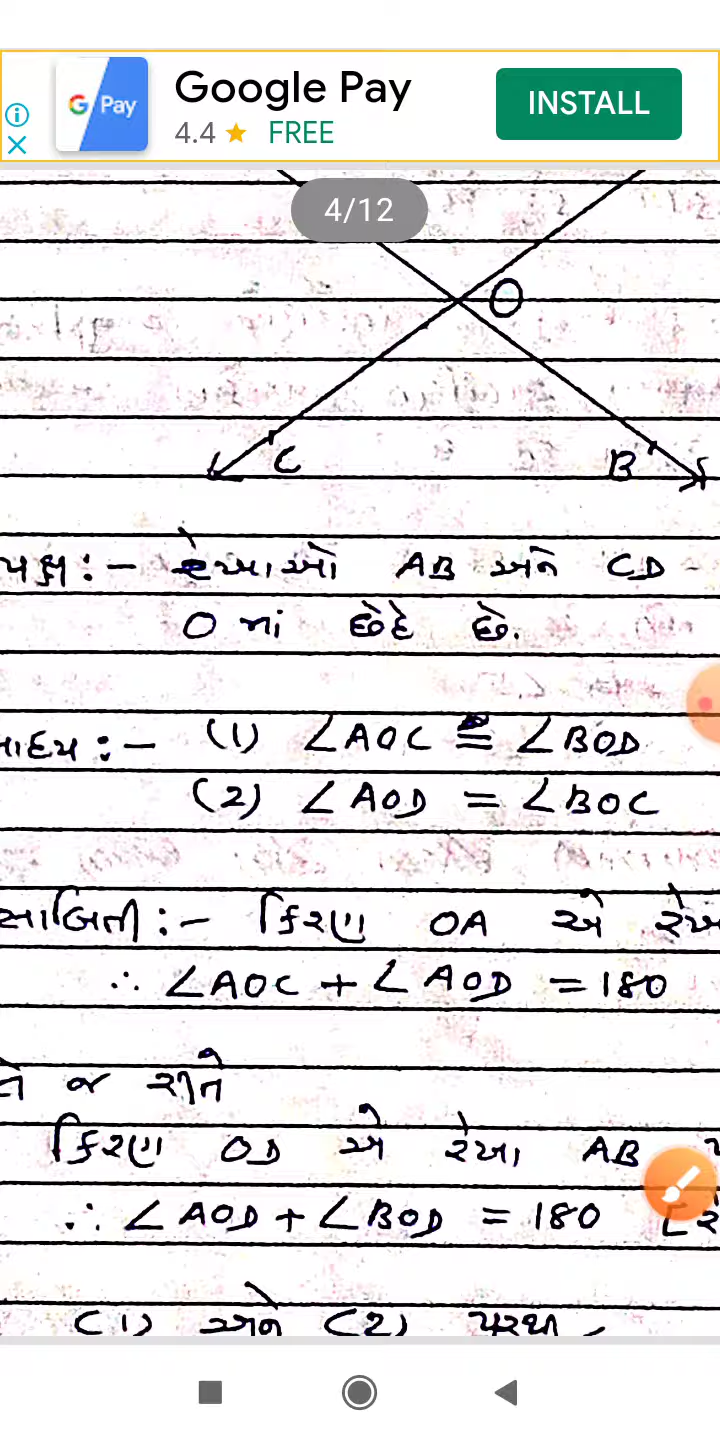 Google Pay
G Pay
INSTALL
4.4 ★ FREE
4/12
O
C
B
પક્ષ :- રેખાઓ AB અને CD
O માં છેદે છે.
સાધ્ય :- (1) ∠AOC ≅ ∠BOD
(2) ∠AOD = ∠BOC
સાબિતી :- કિરણ OA એ
∴ ∠AOC + ∠AOD = 180
તે જ રીતે
કિરણ OD એ રેખા AB
∴ ∠AOD + ∠BOD = 180
(1) અને (2) પરથી